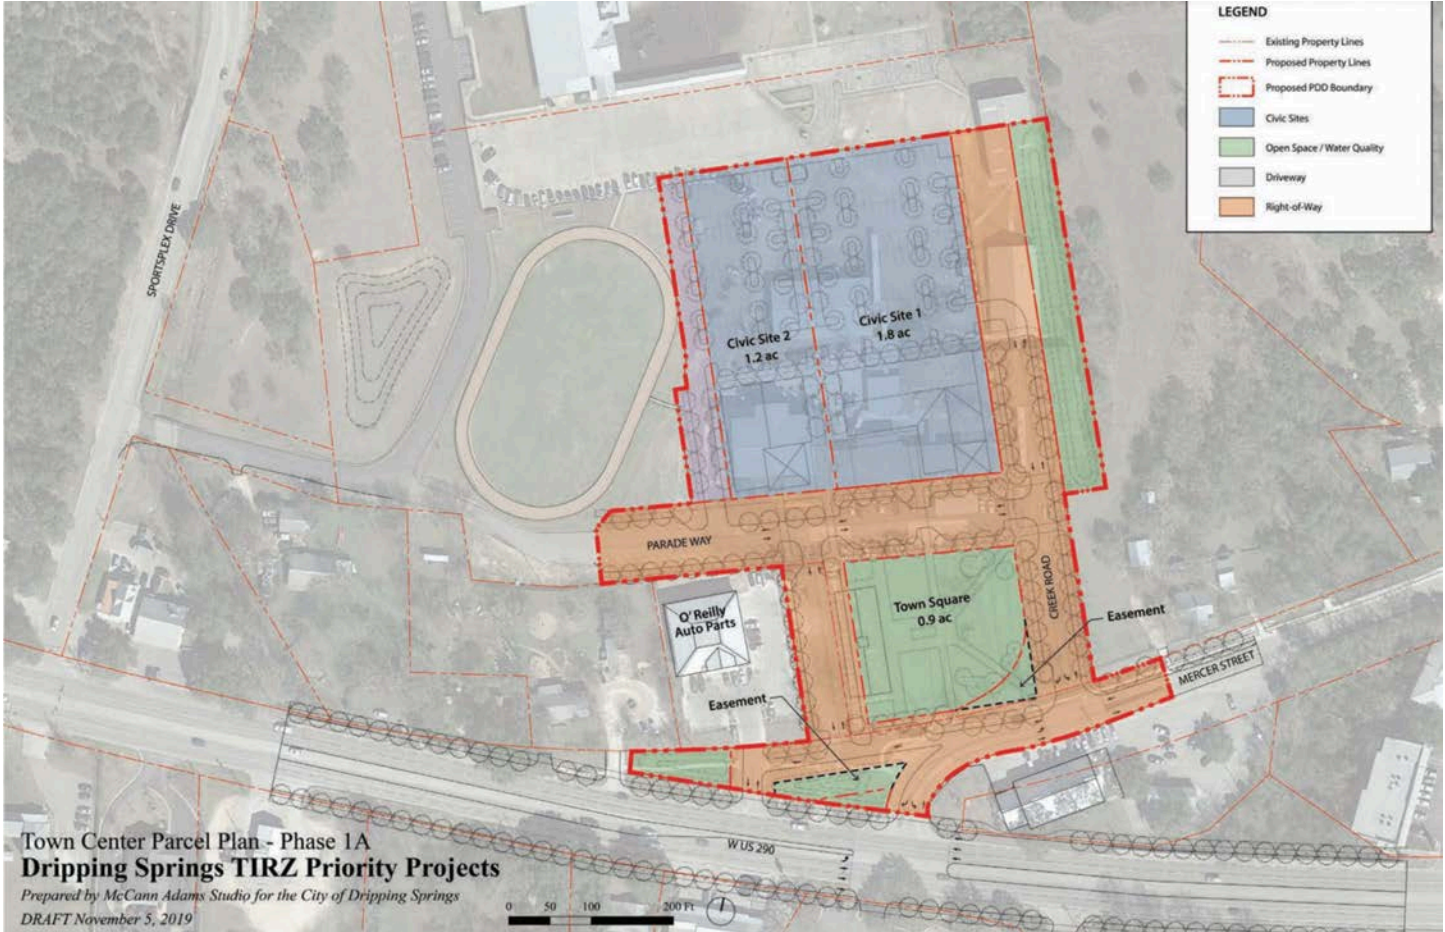 LEGEND
Existing Property Lines
Proposed Property Lines
Proposed PDD Boundary
Civic Sites
Open Space / Water Quality
Driveway
Right-of-Way
SPORTSPLEX DRIVE
Civic Site 2
1.2 ac
Civic Site 1
1.8 ac
PARADE WAY
O'Reilly
Auto Parts
Town Square
0.9 ac
CREEK ROAD
Easement
MERCER STREET
Easement
W US 290
Town Center Parcel Plan - Phase 1A
Dripping Springs TIRZ Priority Projects
Prepared by McCann Adams Studio for the City of Dripping Springs
DRAFT November 5, 2019
0 50 100 200 Ft